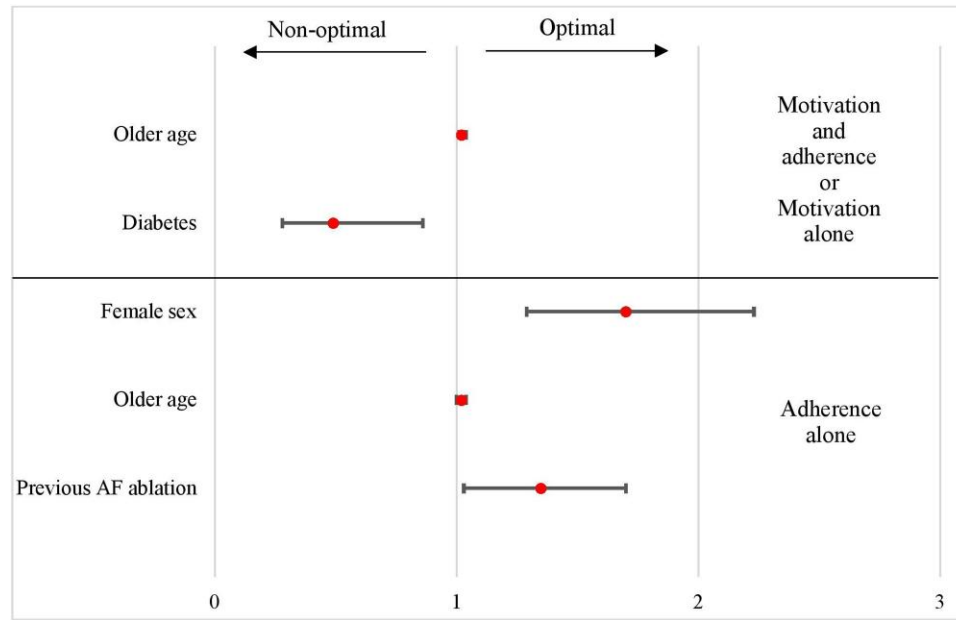 Non-optimal
Optimal
Older age
Diabetes
Motivation
and
adherence
or
Motivation
alone
Female sex
Older age
Previous AF ablation
Adherence
alone
0 1 2 3